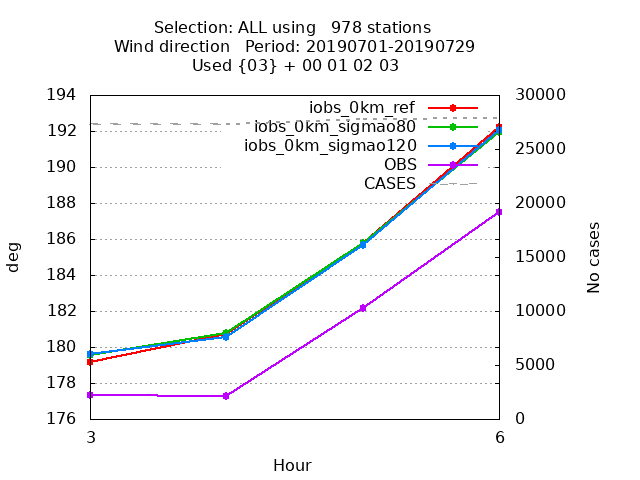 Selection: ALL using   978 stations
Wind direction   Period: 20190701-20190729
Used {03} + 00 01 02 03
194
192
190
188
186
184
182
180
178
176
30000
25000
20000
15000
10000
5000
0
iobs_0km_ref
iobs_0km_sigmao80
iobs_0km_sigmao120
OBS
CASES
deg
No cases
3
6
Hour